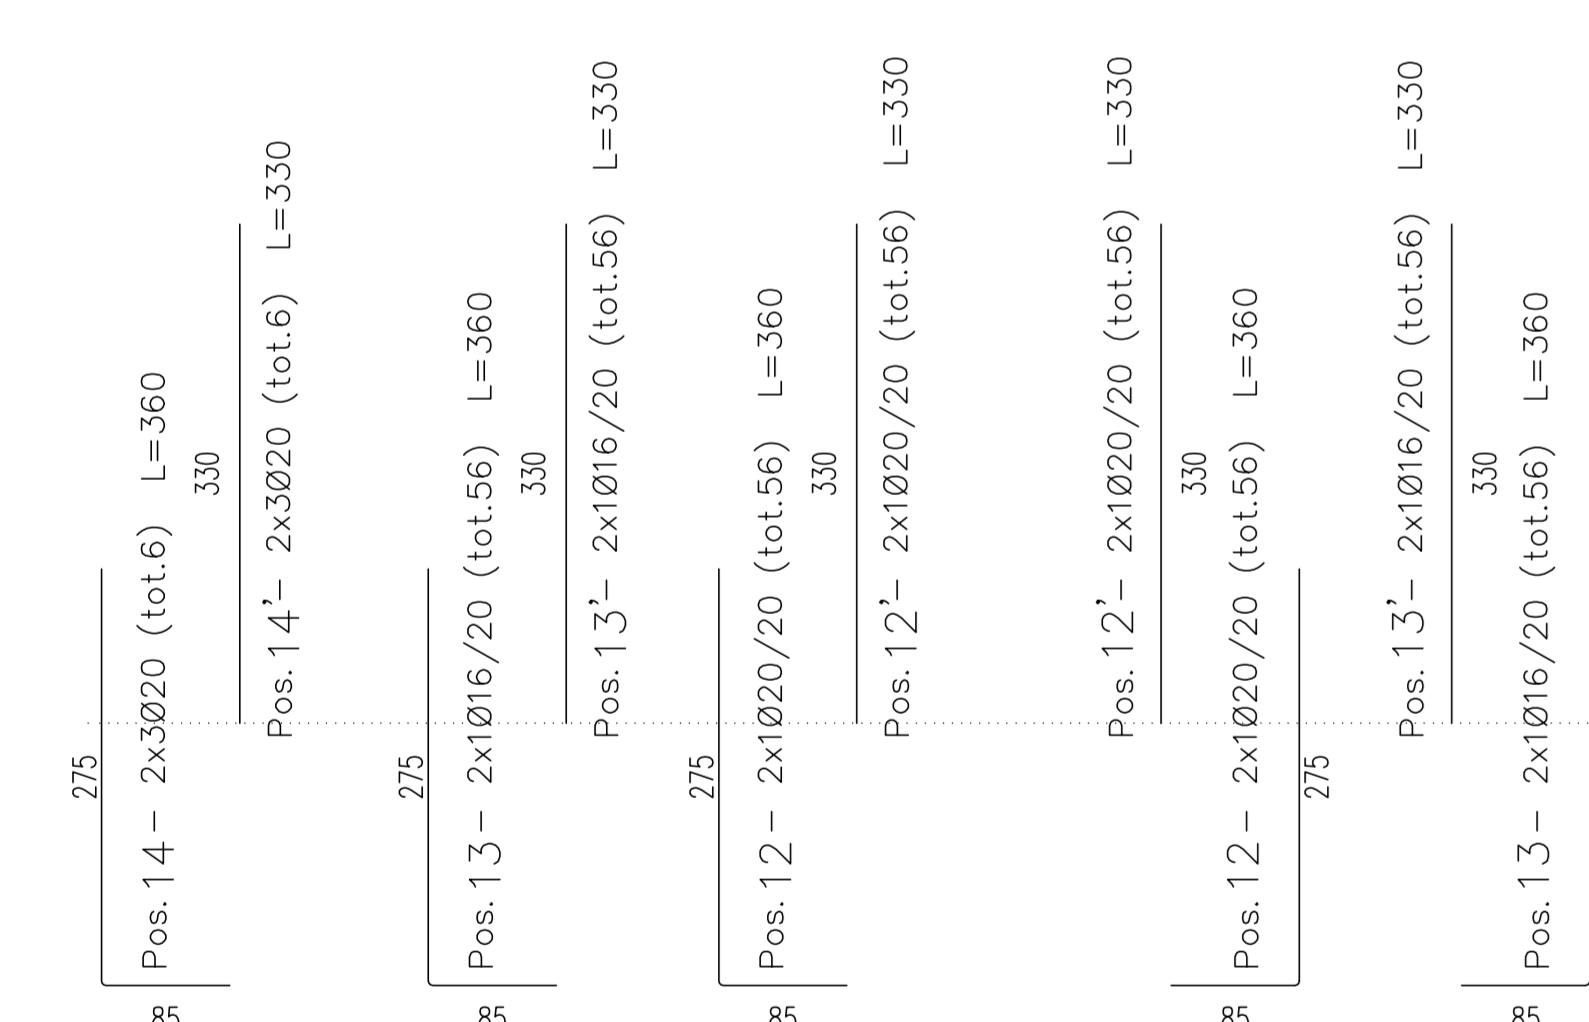 Pos.14– 2x3Ø20 (tot.6) L=360
275
85
330
Pos.14'– 2x3Ø20 (tot.6) L=330
Pos.13– 2x1Ø16/20 (tot.56) L=360
275
85
330
Pos.13'– 2x1Ø16/20 (tot.56) L=330
Pos.12– 2x1Ø20/20 (tot.56) L=360
275
85
330
Pos.12'– 2x1Ø20/20 (tot.56) L=330
Pos.12'– 2x1Ø20/20 (tot.56) L=330
330
Pos.12– 2x1Ø20/20 (tot.56) L=360
275
85
Pos.13'– 2x1Ø16/20 (tot.56) L=330
330
Pos.13– 2x1Ø16/20 (tot.56) L=360
85